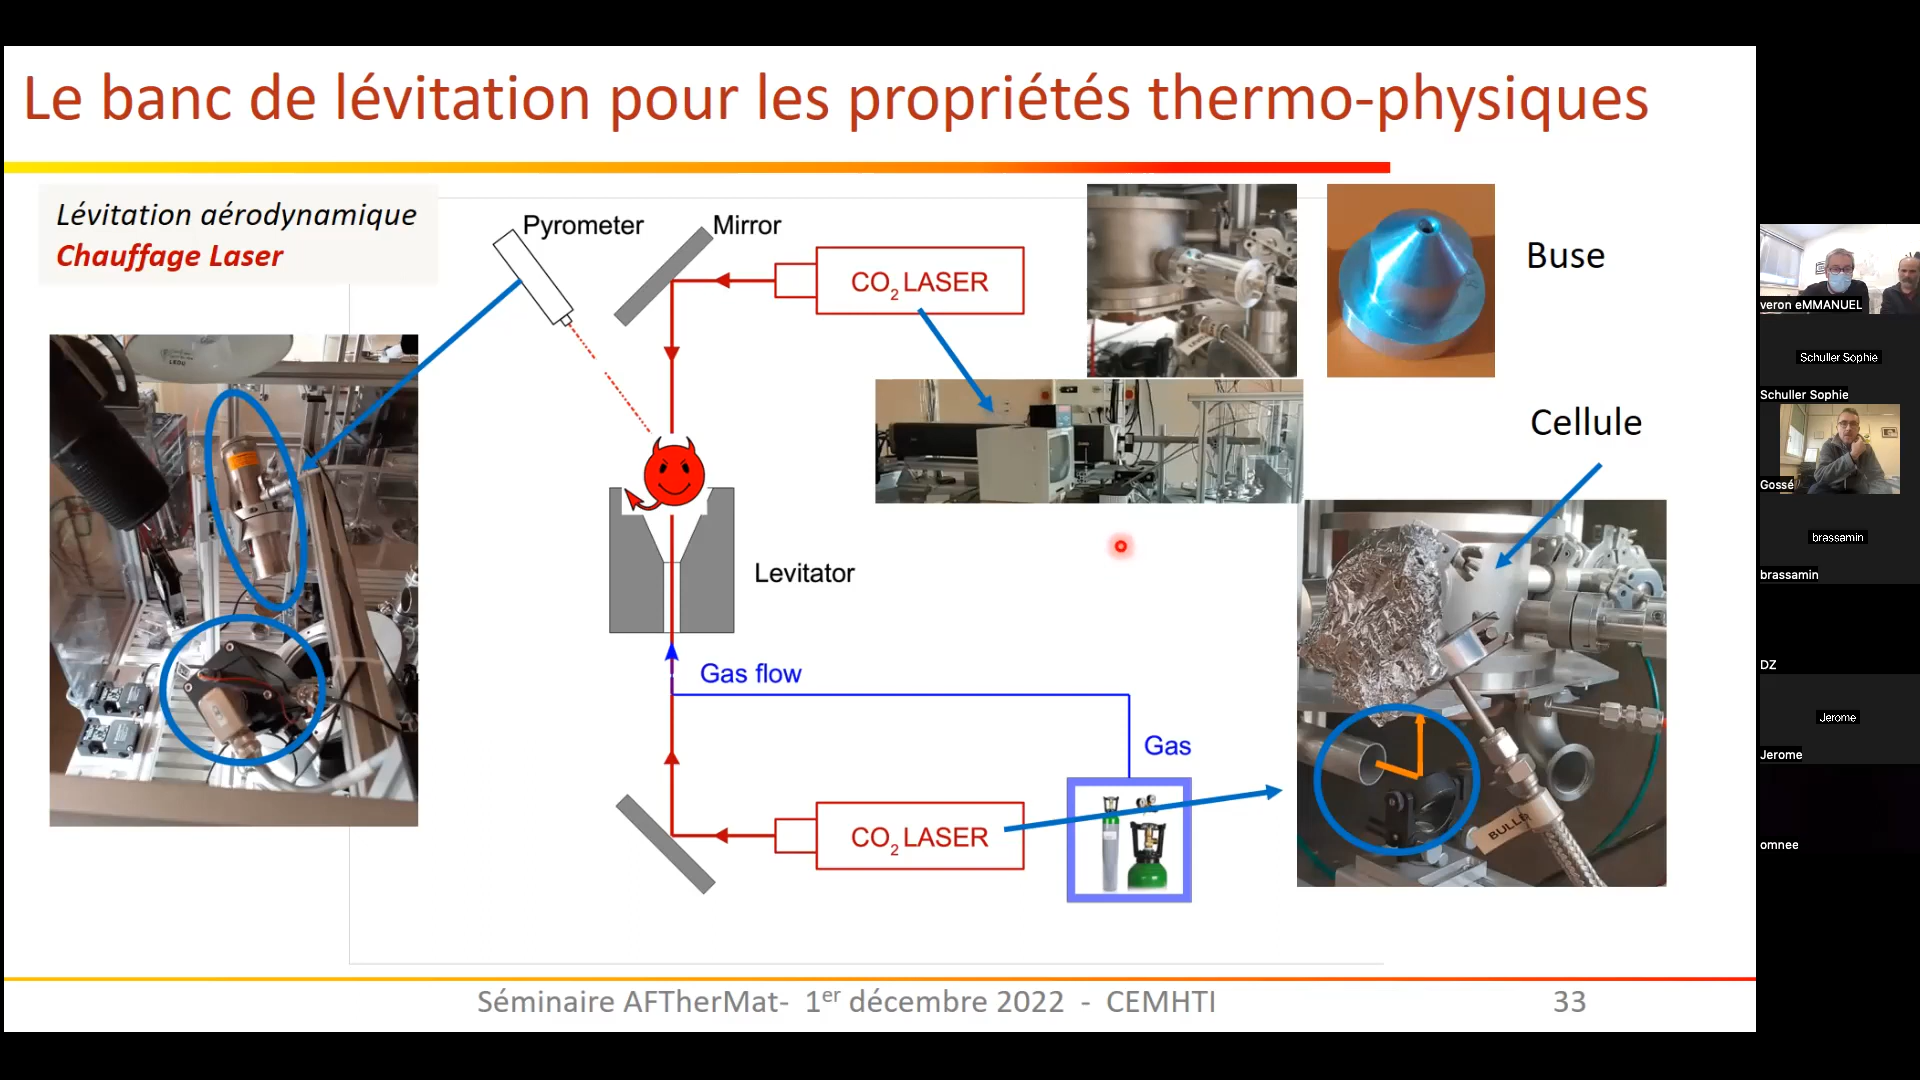 Le banc de lévitation pour les propriétés thermo-physiques
Lévitation aérodynamique
Chauffage Laser
Pyrometer
Mirror
CO2 LASER
Buse
Cellule
Levitator
Gas flow
Gas
CO2 LASER
BULLE
Séminaire AFTherMat- 1er décembre 2022 - CEMHTI
33
veron eMMANUEL
Schuller Sophie
Schuller Sophie
Gossé
brassamin
brassamin
DZ
Jerome
Jerome
omnee